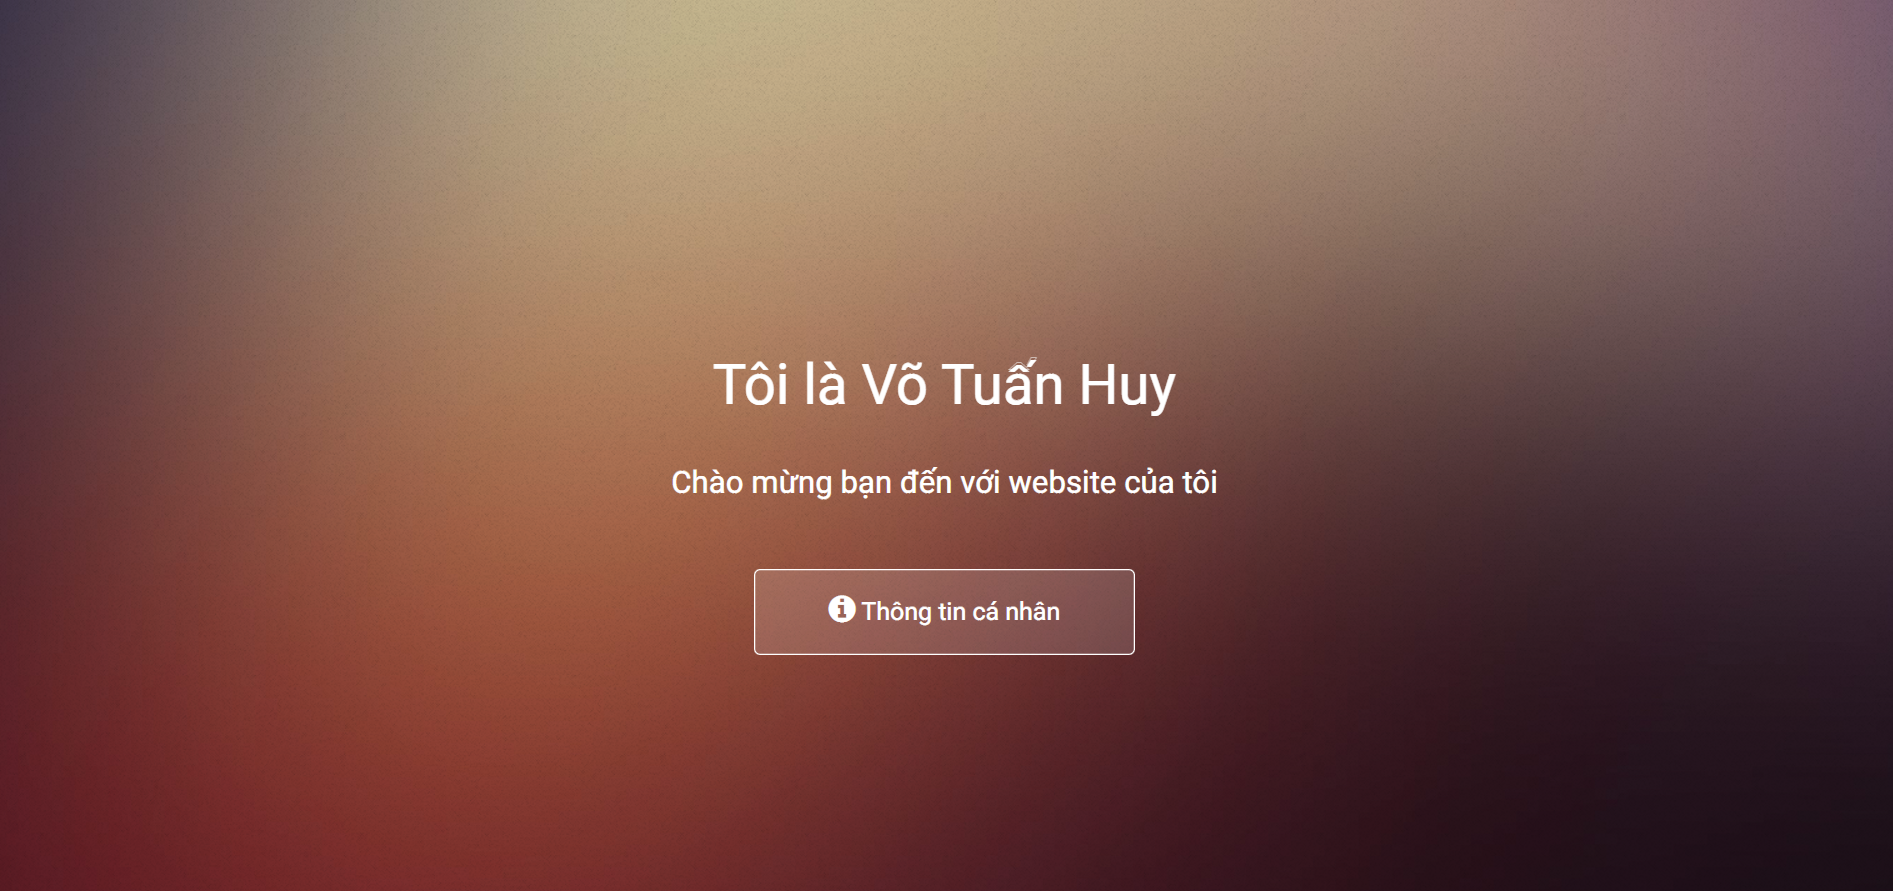 Tôi là Võ Tuấn Huy
Chào mừng bạn đến với website của tôi
Thông tin cá nhân